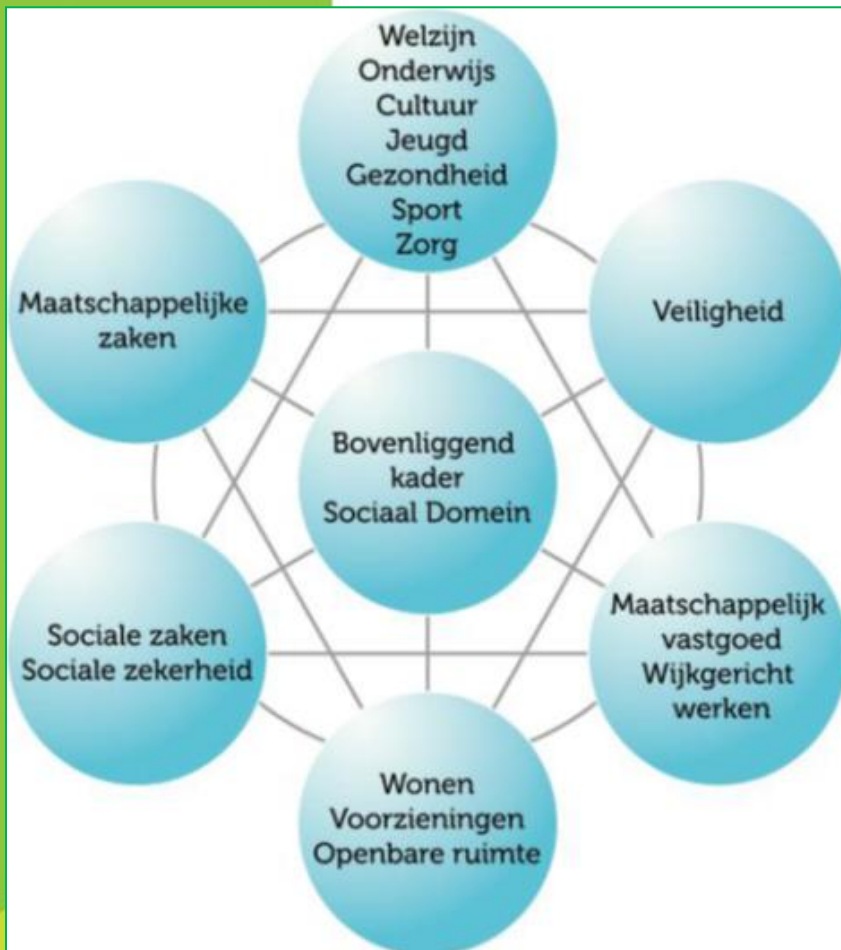 Welzijn
Onderwijs
Cultuur
Jeugd
Gezondheid
Sport
Zorg
Maatschappelijke
zaken
Veiligheid
Bovenliggend
kader
Sociaal Domein
Sociale zaken
Sociale zekerheid
Maatschappelijk
vastgoed
Wijkgericht
werken
Wonen
Voorzieningen
Openbare ruimte